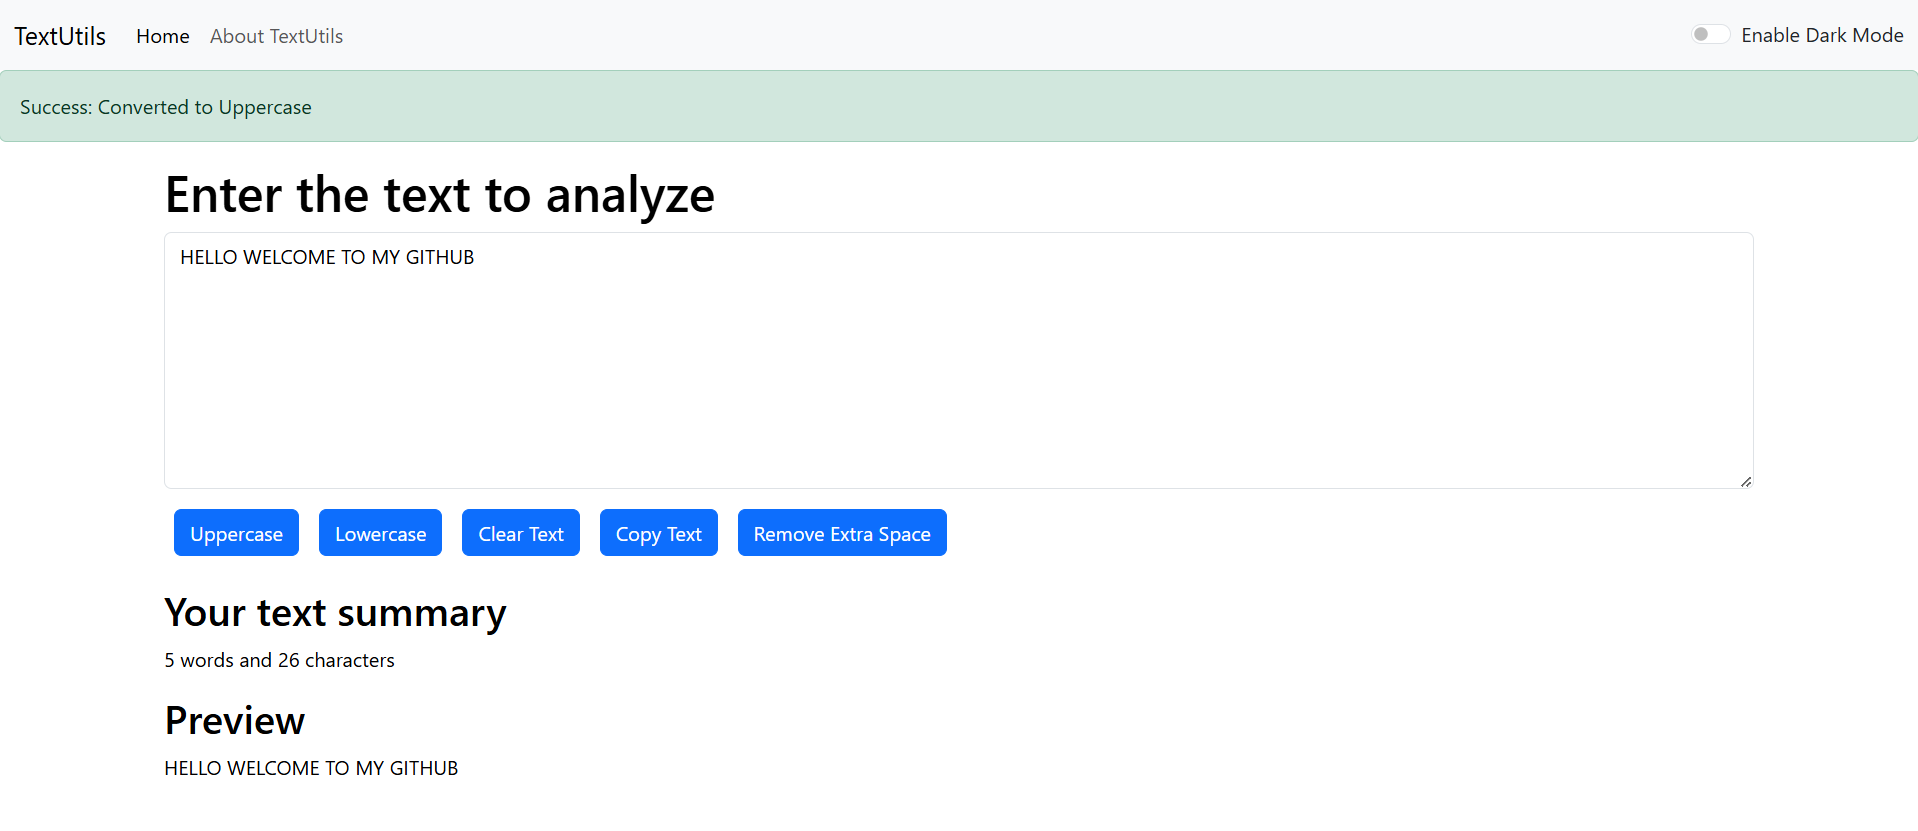 TextUtils Home About TextUtils Enable Dark Mode
Success: Converted to Uppercase
Enter the text to analyze
HELLO WELCOME TO MY GITHUB
Uppercase Lowercase Clear Text Copy Text Remove Extra Space
Your text summary
5 words and 26 characters
Preview
HELLO WELCOME TO MY GITHUB